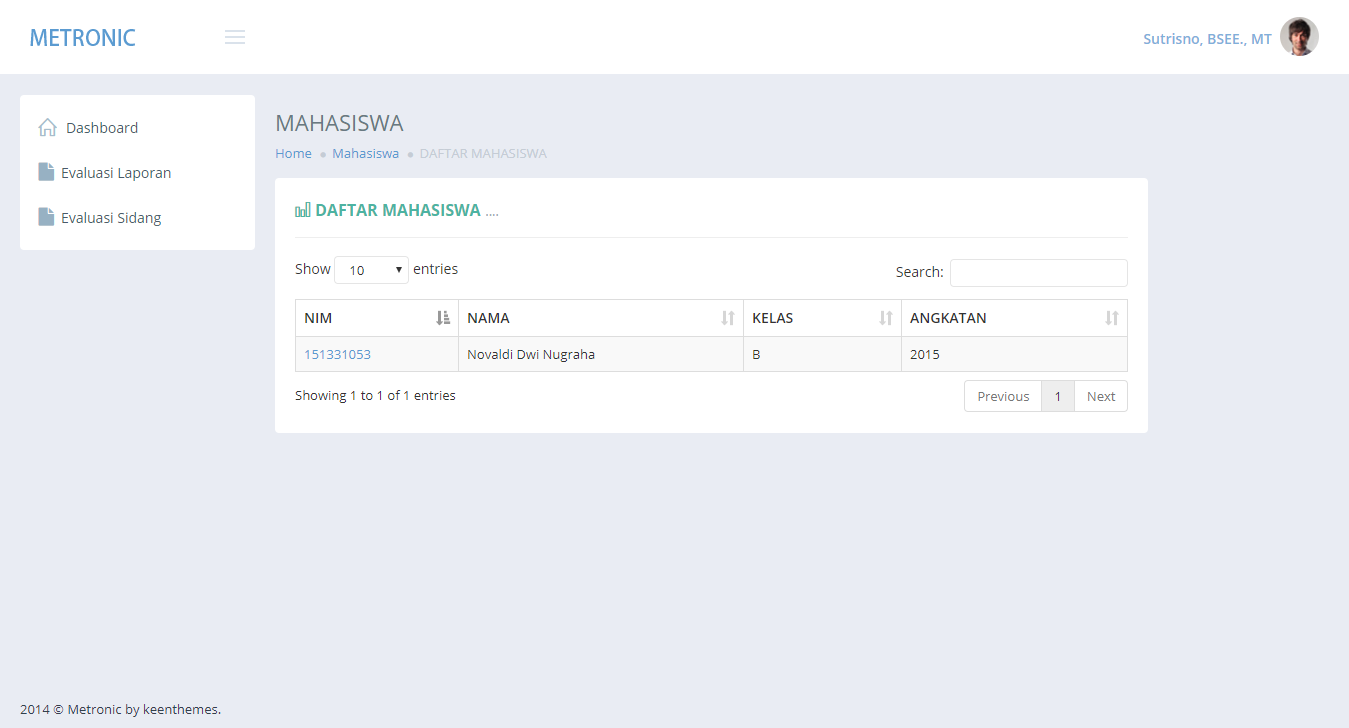 METRONIC
Sutrisno, BSEE., MT
Dashboard
Evaluasi Laporan
Evaluasi Sidang
MAHASISWA
Home Mahasiswa DAFTAR MAHASISWA
DAFTAR MAHASISWA ....
Show 10 entries Search:
NIM NAMA KELAS ANGKATAN
151331053 Novaldi Dwi Nugraha B 2015
Showing 1 to 1 of 1 entries Previous 1 Next
2014 © Metronic by keenthemes.